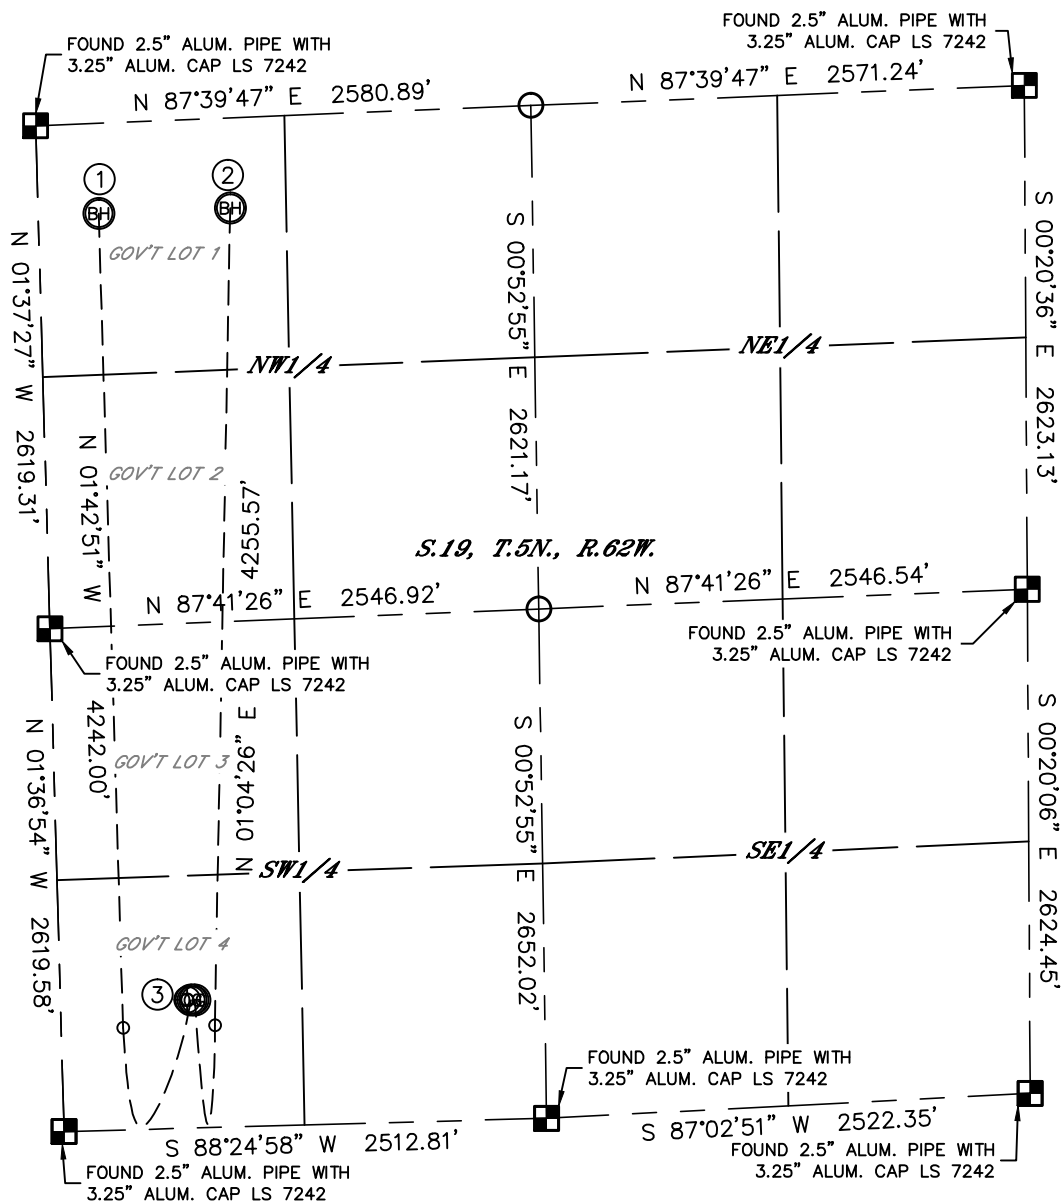 FOUND 2.5" ALUM. PIPE WITH
3.25" ALUM. CAP LS 7242
FOUND 2.5" ALUM. PIPE WITH
3.25" ALUM. CAP LS 7242
N 87°39'47" E 2580.89'
N 87°39'47" E 2571.24'
1
2
BH
BH
GOV'T LOT 1
N 01°37'27" W 2619.31'
S 00°52'55" E 2621.17'
S 00°20'36" E 2623.13'
NW1/4
NE1/4
GOV'T LOT 2
N 01°42'51" W 4242.00'
N 01°04'26" E 4255.57'
S.19, T.5N., R.62W.
N 87°41'26" E 2546.92'
N 87°41'26" E 2546.54'
FOUND 2.5" ALUM. PIPE WITH
3.25" ALUM. CAP LS 7242
FOUND 2.5" ALUM. PIPE WITH
3.25" ALUM. CAP LS 7242
GOV'T LOT 3
N 01°36'54" W 2619.58'
S 00°52'55" E 2652.02'
S 00°20'06" E 2624.45'
SW1/4
SE1/4
GOV'T LOT 4
3
FOUND 2.5" ALUM. PIPE WITH
3.25" ALUM. CAP LS 7242
S 88°24'58" W 2512.81'
S 87°02'51" W 2522.35'
FOUND 2.5" ALUM. PIPE WITH
3.25" ALUM. CAP LS 7242
FOUND 2.5" ALUM. PIPE WITH
3.25" ALUM. CAP LS 7242